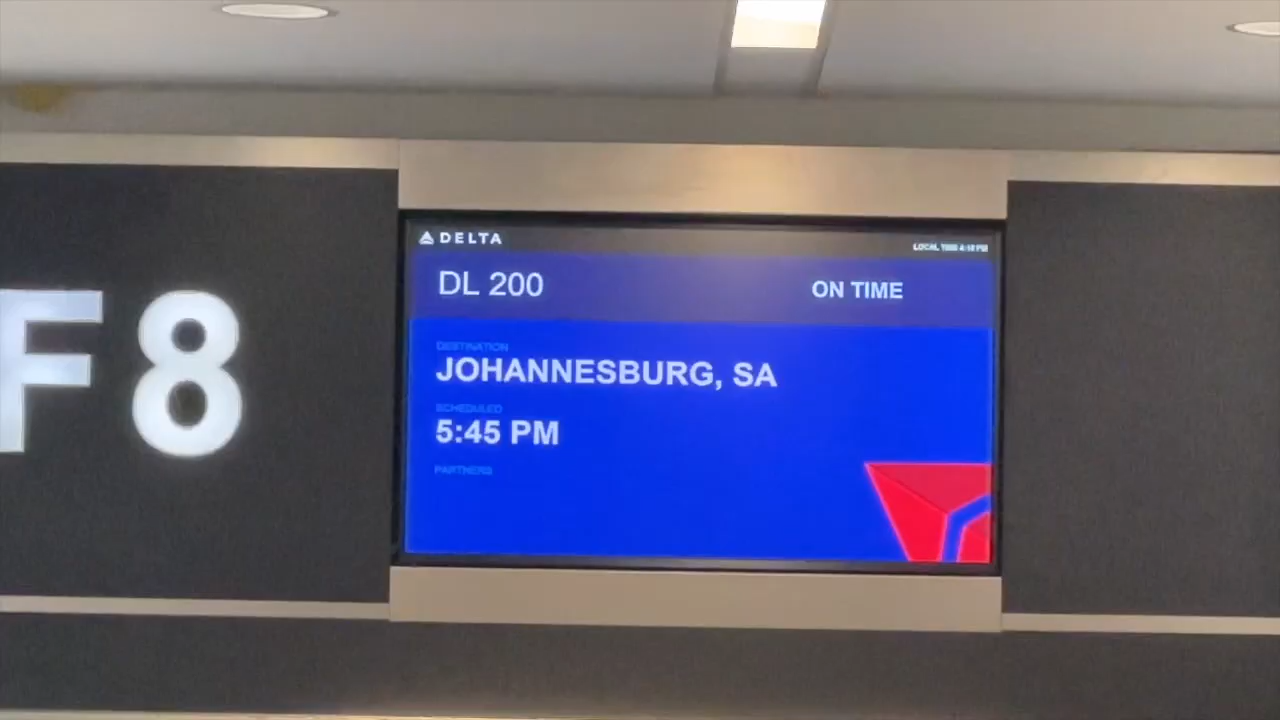 F8
DELTA
DL 200
ON TIME
DESTINATION
JOHANNESBURG, SA
SCHEDULED
5:45 PM
PARTNERS